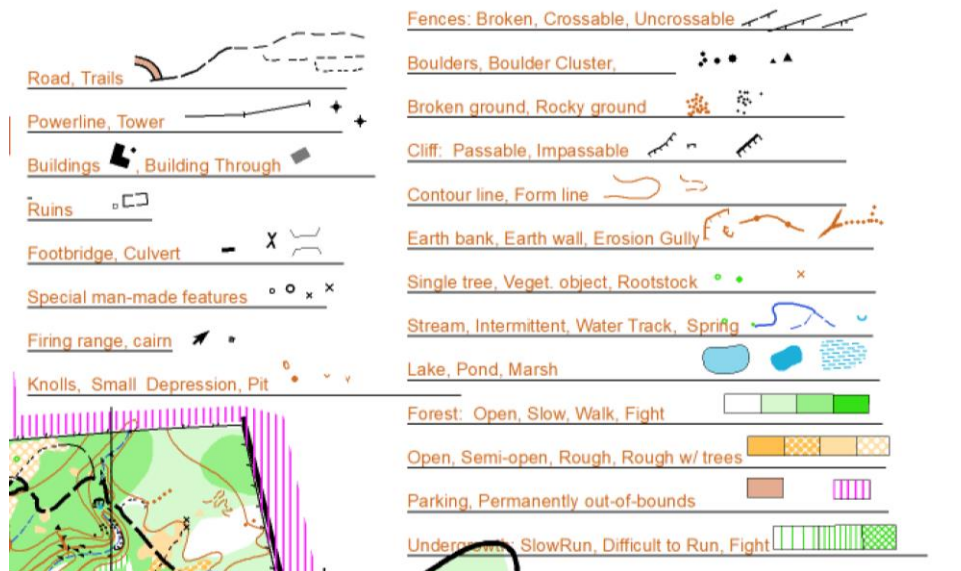 Road, Trails
Powerline, Tower
Buildings , Building Through
Ruins
Footbridge, Culvert
Special man-made features
Firing range, cairn
Knolls, Small Depression, Pit
Fences: Broken, Crossable, Uncrossable
Boulders, Boulder Cluster,
Broken ground, Rocky ground
Cliff: Passable, Impassable
Contour line, Form line
Earth bank, Earth wall, Erosion Gully
Single tree, Veget. object, Rootstock
Stream, Intermittent, Water Track, Spring
Lake, Pond, Marsh
Forest: Open, Slow, Walk, Fight
Open, Semi-open, Rough, Rough w/ trees
Parking, Permanently out-of-bounds
Undergrowth: SlowRun, Difficult to Run, Fight